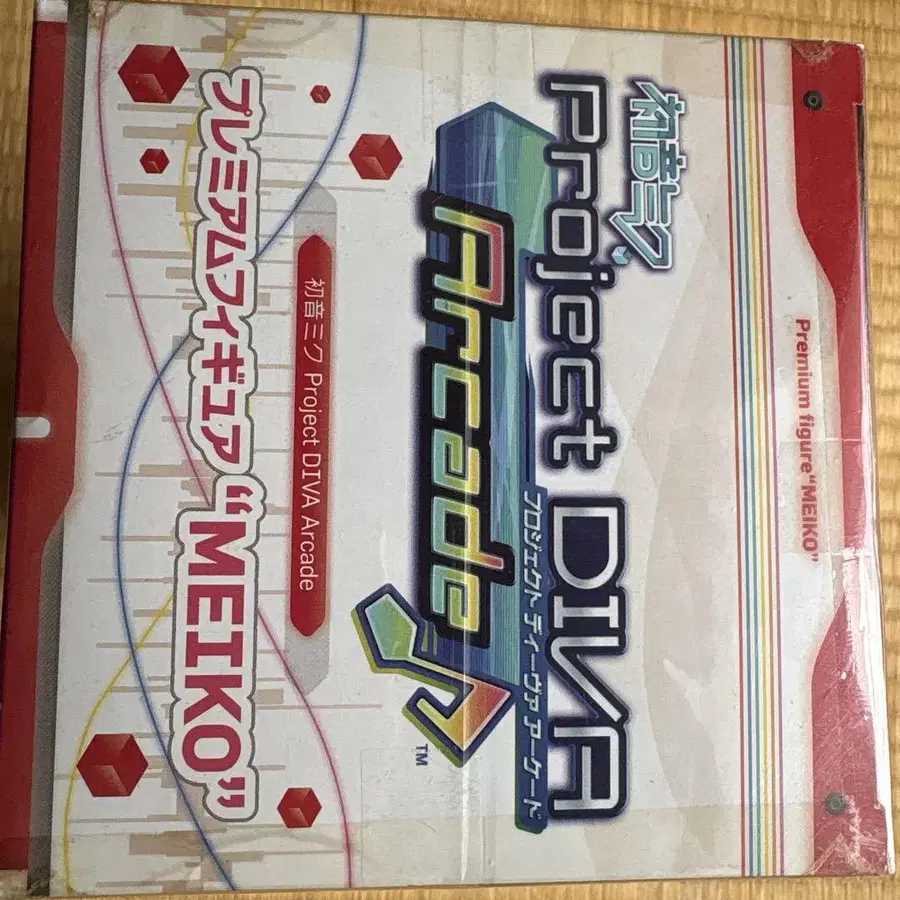 Premium figure“MEIKO”
初音ミク
Project DIVA
プロジェクト ディーヴァ アーケード
Arcade
TM
初音ミク Project DIVA Arcade
プレミアムフィギュア“MEIKO”